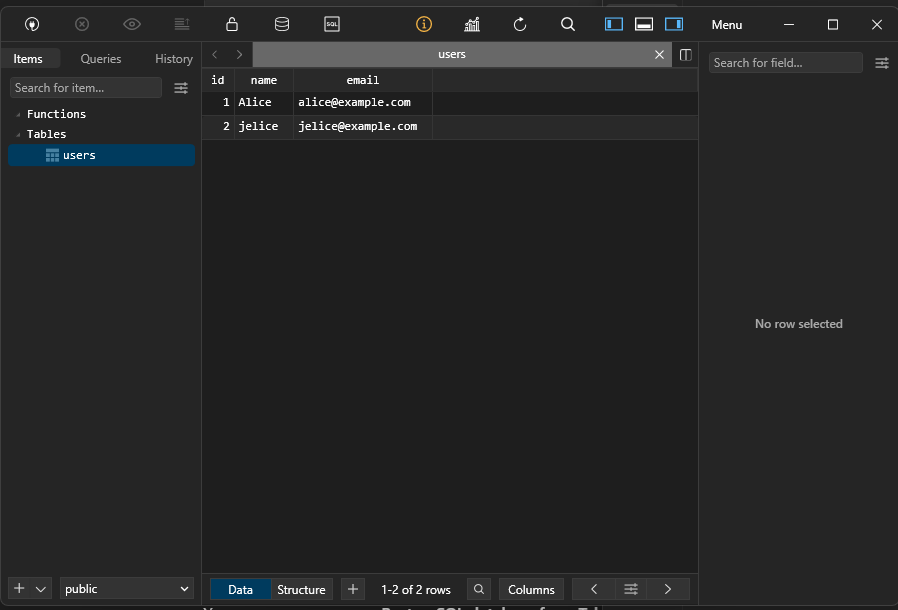 SQL
Menu
Items
Queries
History
users
Search for item...
Functions
Tables
users
id name email
1 Alice alice@example.com
2 jelice jelice@example.com
Search for field...
No row selected
public
Data
Structure
1-2 of 2 rows
Columns